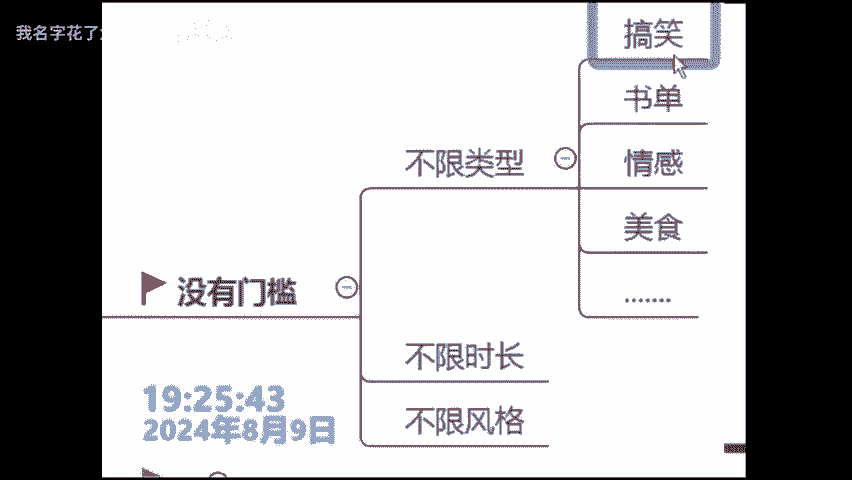 我名字花了
搞笑
书单
不限类型
情感
美食
.......
没有门槛
不限时长
19:25:43
不限风格
2024年8月9日